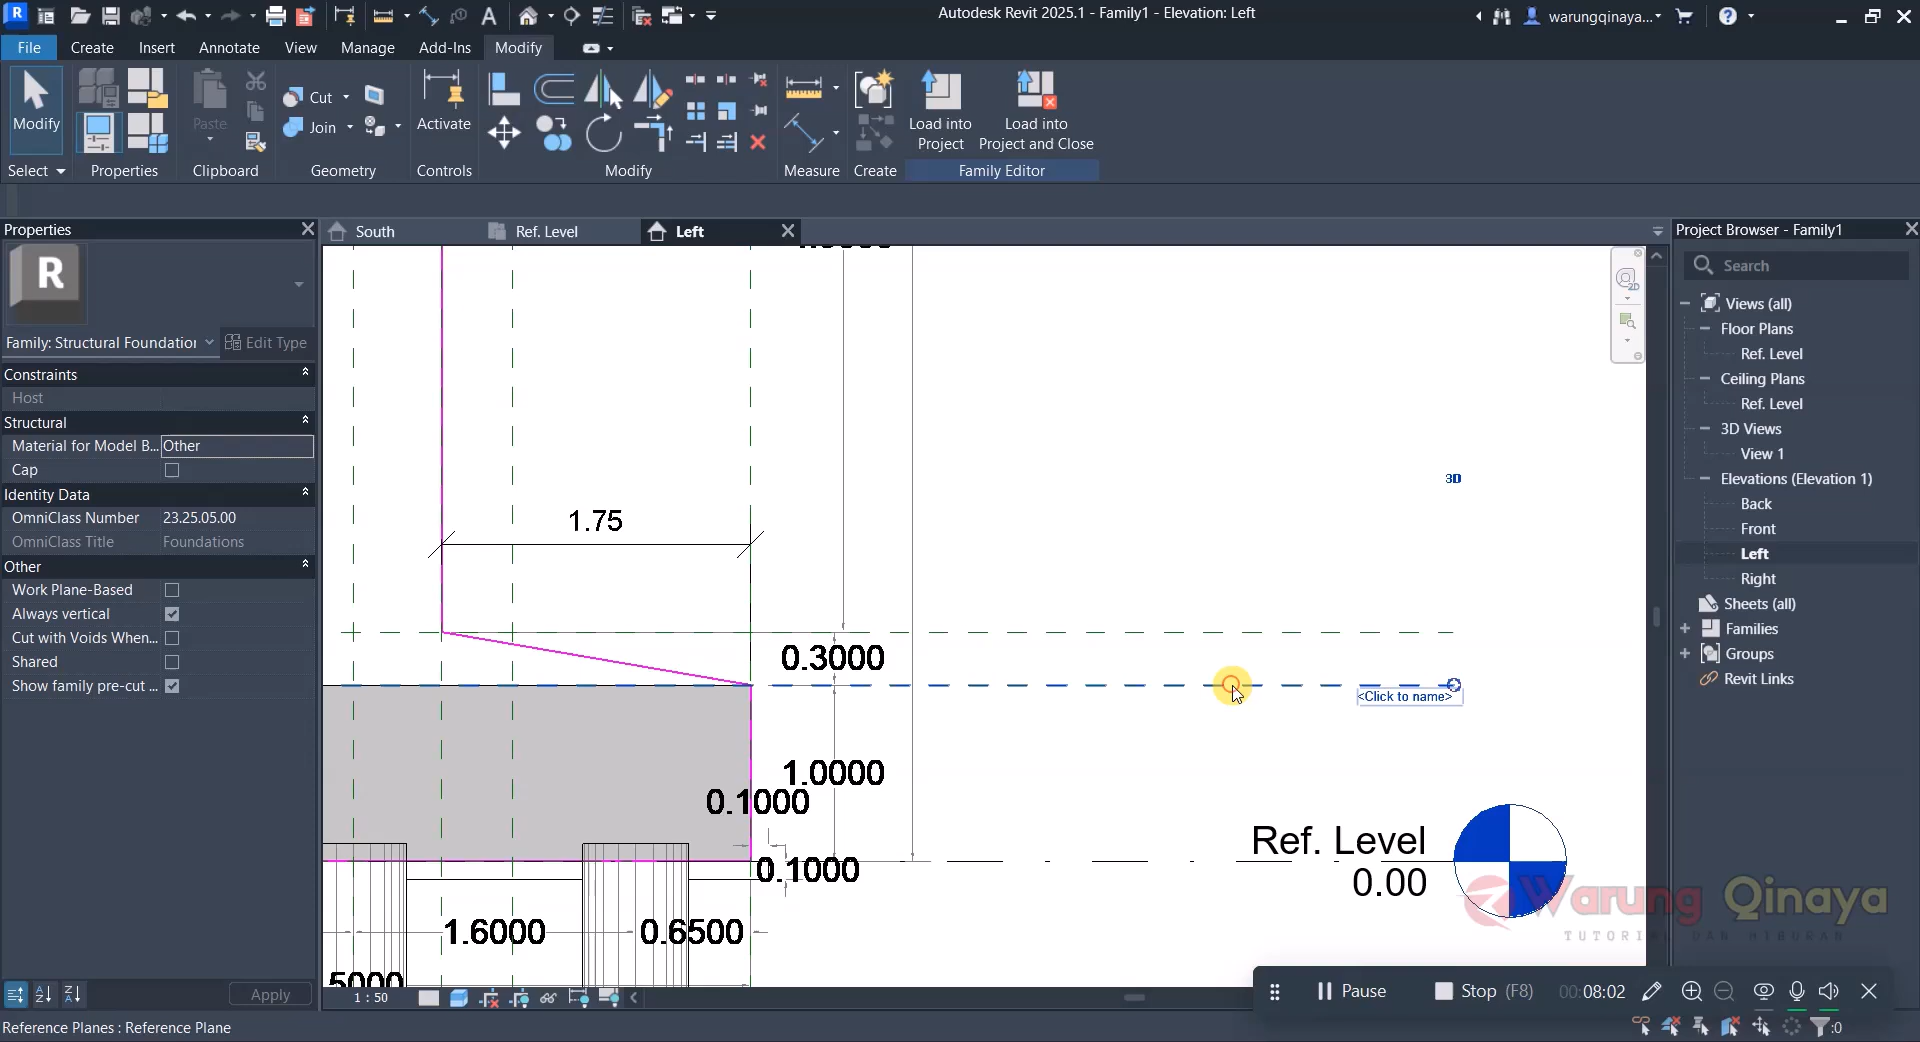 Autodesk Revit 2025.1 - Family1 - Elevation: Left
warungqinaya...
File
Create
Insert
Annotate
View
Manage
Add-Ins
Modify
Modify
Paste
Cut
Join
Activate
Load into
Project
Load into
Project and Close
Select
Properties
Clipboard
Geometry
Controls
Modify
Measure
Create
Family Editor
Properties
R
Family: Structural Foundation
Edit Type
Constraints
Host
Structural
Material for Model B...
Other
Cap
Identity Data
OmniClass Number
23.25.05.00
OmniClass Title
Foundations
Other
Work Plane-Based
Always vertical
Cut with Voids When...
Shared
Show family pre-cut ...
Apply
South
Ref. Level
Left
1.75
0.3000
1.0000
0.1000
0.1000
1.6000
0.6500
5000
3D
<Click to name>
Ref. Level
0.00
1 : 50
Project Browser - Family1
Search
Views (all)
Floor Plans
Ref. Level
Ceiling Plans
Ref. Level
3D Views
View 1
Elevations (Elevation 1)
Back
Front
Left
Right
Sheets (all)
Families
Groups
Revit Links
Warung Qinaya
TUTORIAL DAN HIBURAN
Pause
Stop (F8)
00:08:02
Reference Planes : Reference Plane
:0